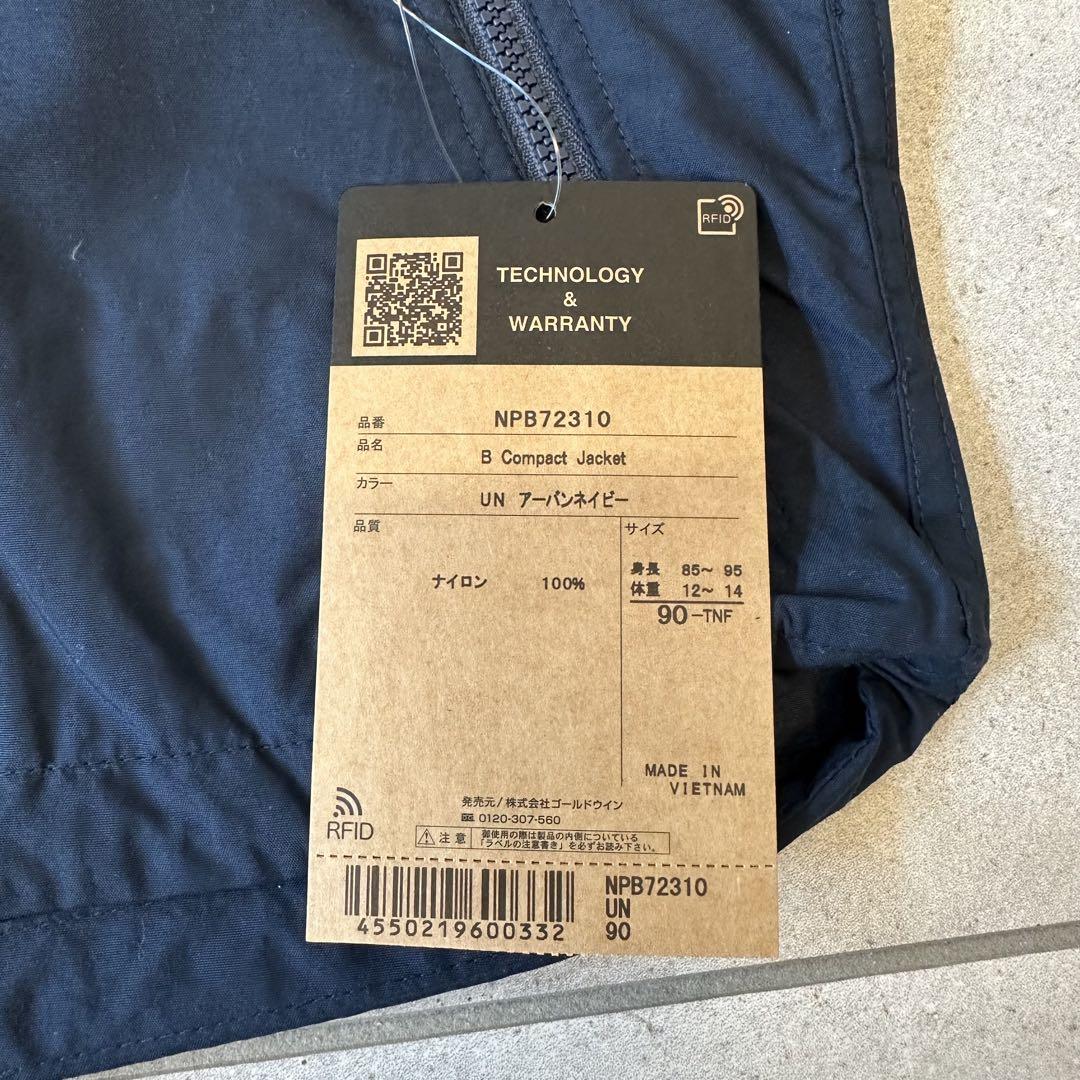 RFID
TECHNOLOGY
&
WARRANTY
品番 NPB72310
品名 B Compact Jacket
カラー UN アーバンネイビー
品質 サイズ
ナイロン 100%
身長 85～ 95
体重 12～ 14
90-TNF
MADE IN
VIETNAM
RFID
発売元/株式会社ゴールドウイン
0120-307-560
注意 御使用の際は製品の内側についている
「ラベルの注意書き」を必ずお読み下さい。
4550219600332
NPB72310
UN
90